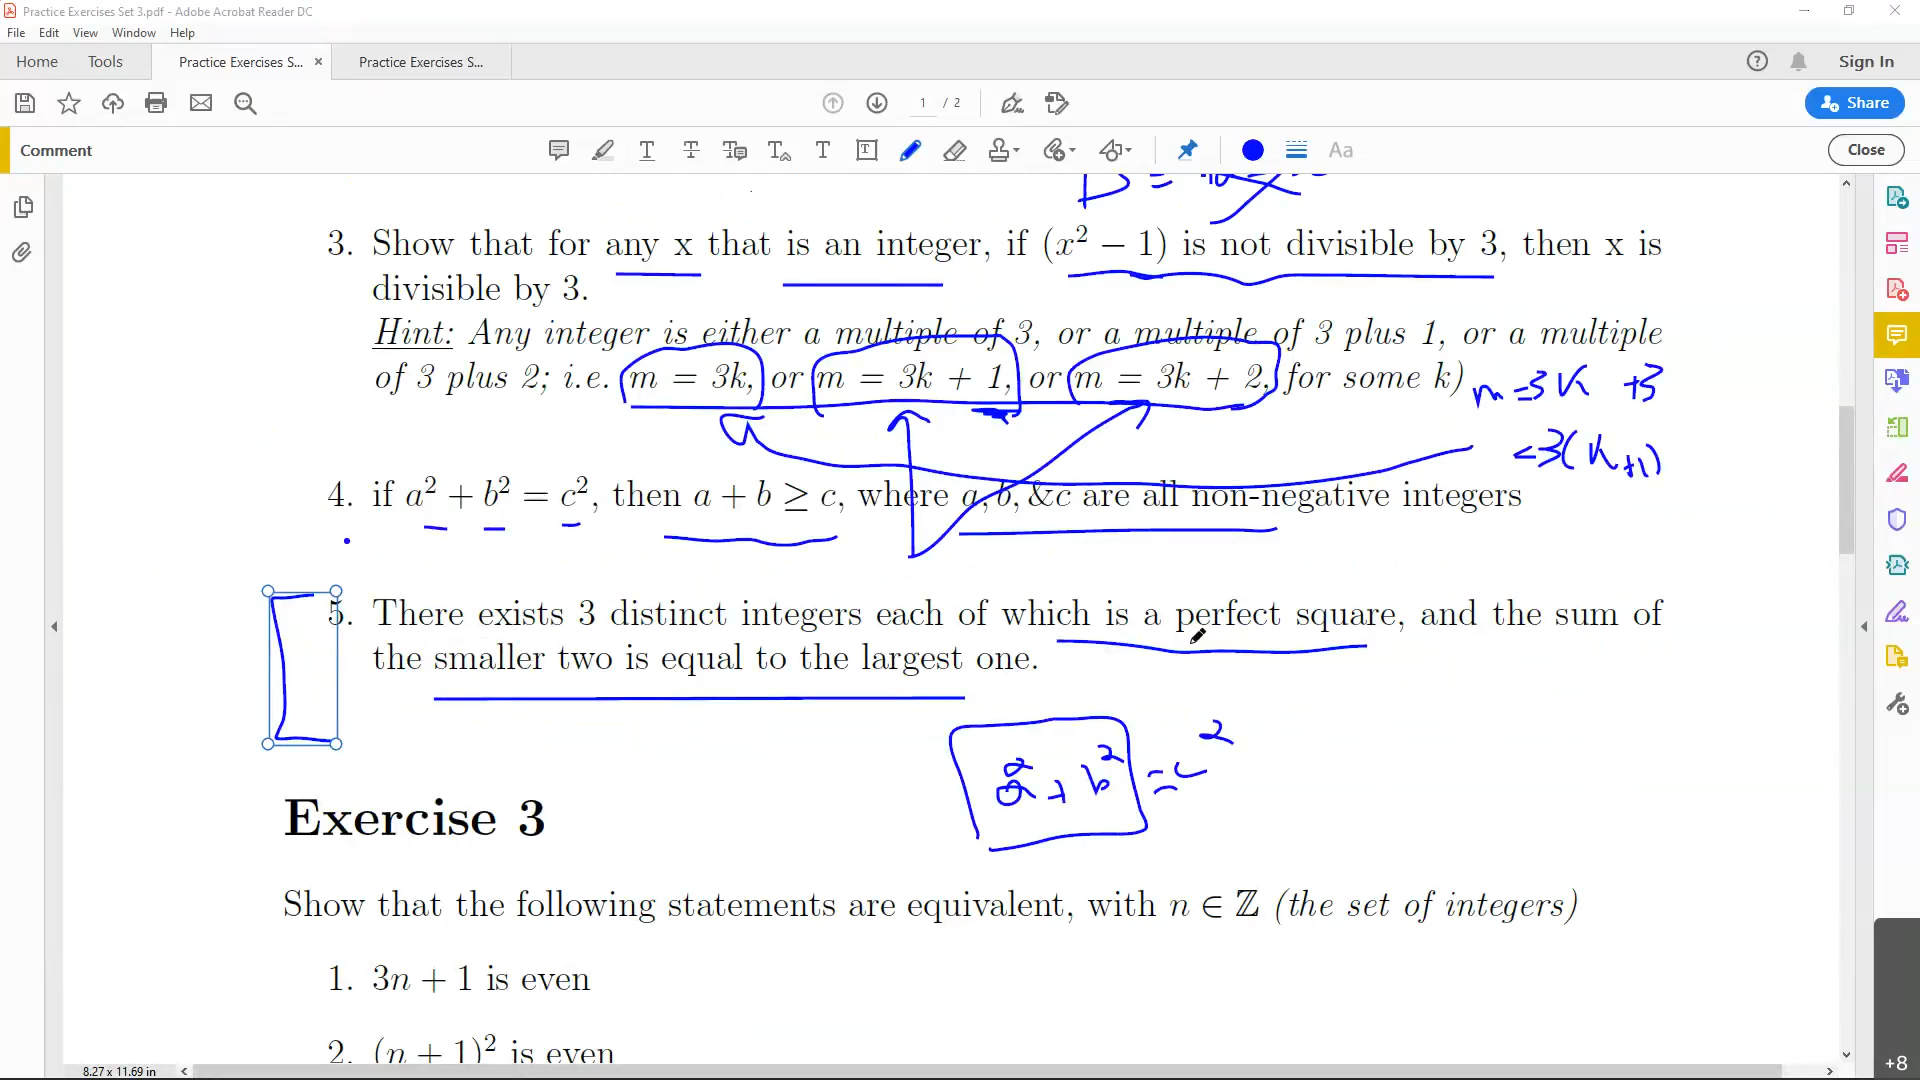 Practice Exercises Set 3.pdf - Adobe Acrobat Reader DC
File Edit View Window Help
Home Tools Practice Exercises S... × Practice Exercises S... Sign In
1 / 2 Share
Comment Aa Close
3. Show that for any x that is an integer, if (x² − 1) is not divisible by 3, then x is
divisible by 3.
Hint: Any integer is either a multiple of 3, or a multiple of 3 plus 1, or a multiple
of 3 plus 2; i.e. m = 3k, or m = 3k + 1, or m = 3k + 2, for some k)
m = 3k + 3
= 3(k+1)
4. if a² + b² = c², then a + b ≥ c, where a, b, &c are all non-negative integers
5. There exists 3 distinct integers each of which is a perfect square, and the sum of
the smaller two is equal to the largest one.
a² + b² = c²
Exercise 3
Show that the following statements are equivalent, with n ∈ ℤ (the set of integers)
1. 3n + 1 is even
2. (n + 1)² is even
8.27 x 11.69 in
+8